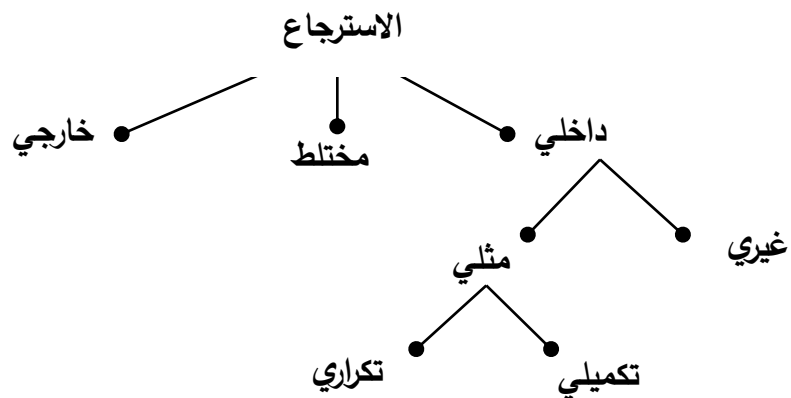 الاسترجاع
داخلي
مختلط
خارجي
غيري
مثلي
تكميلي
تكراري